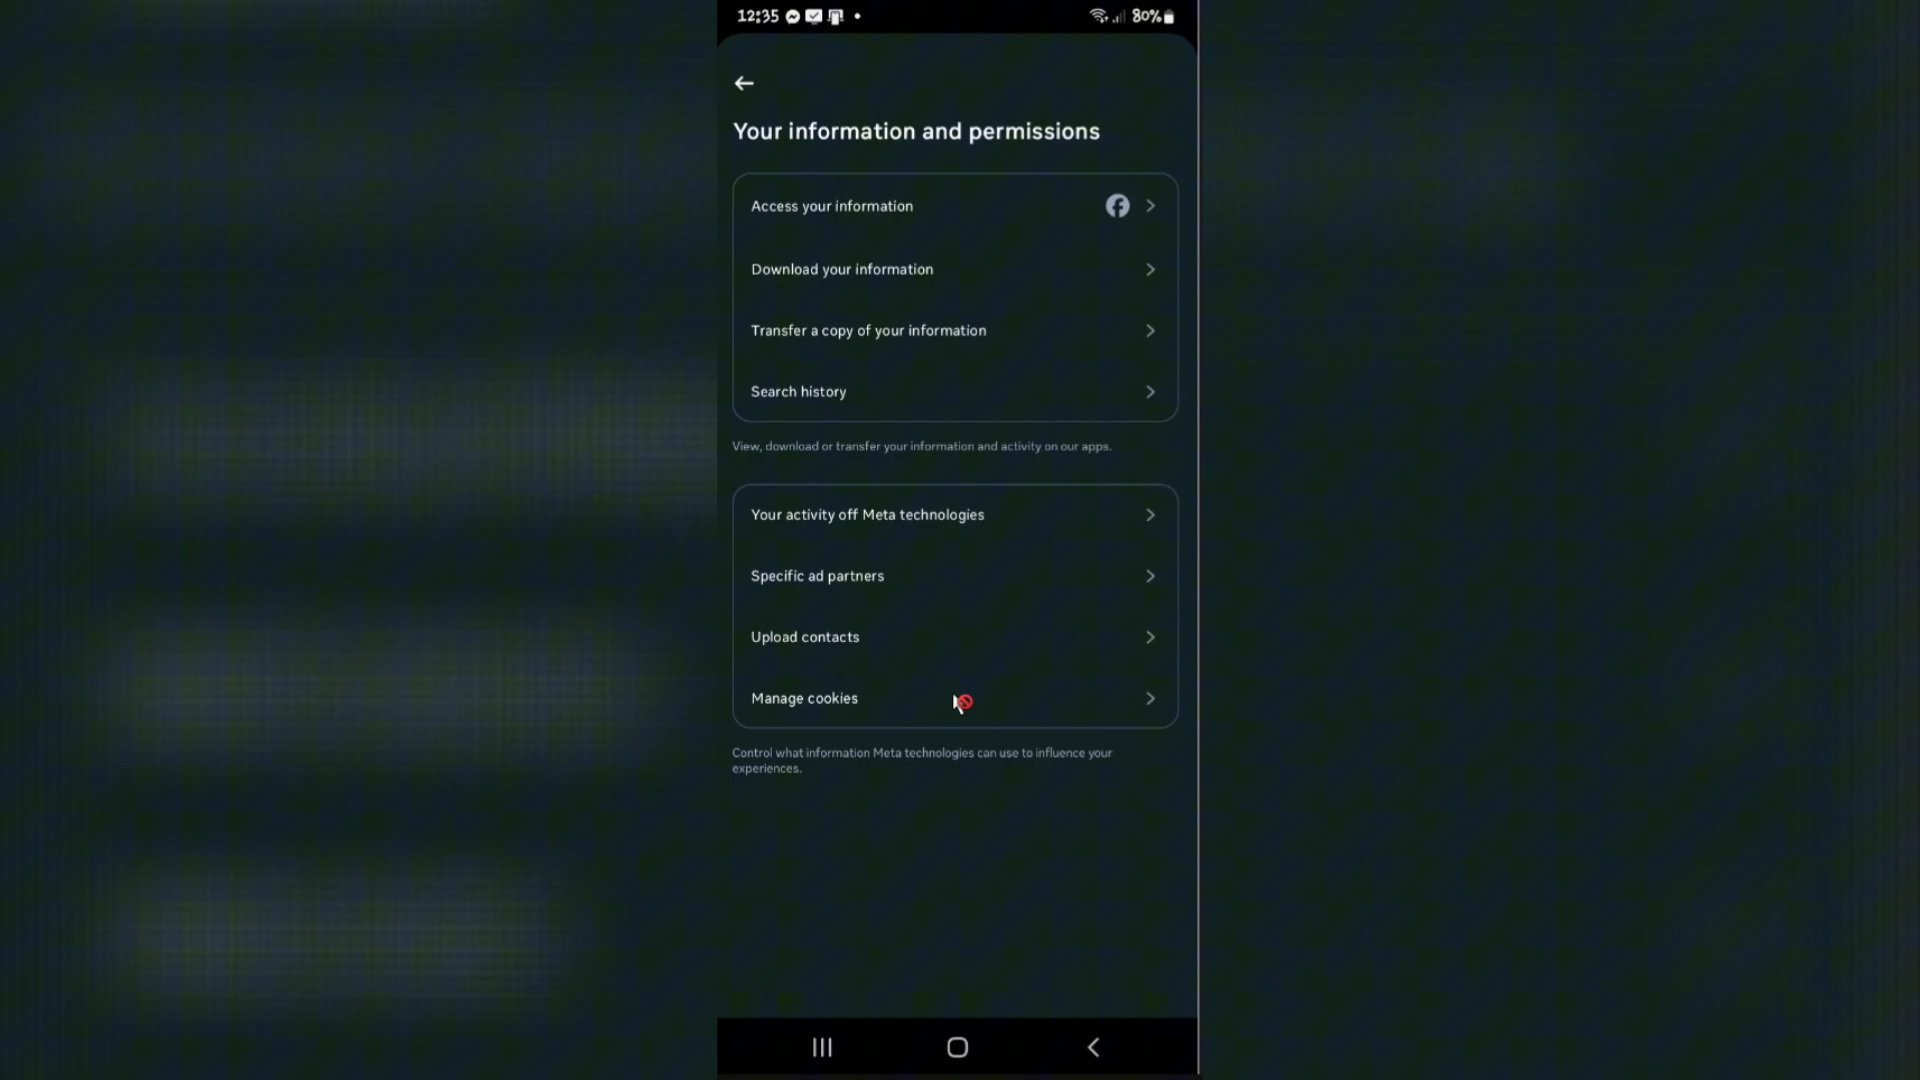 12:35
80%
Your information and permissions
Access your information
Download your information
Transfer a copy of your information
Search history
View, download or transfer your information and activity on our apps.
Your activity off Meta technologies
Specific ad partners
Upload contacts
Manage cookies
Control what information Meta technologies can use to influence your
experiences.